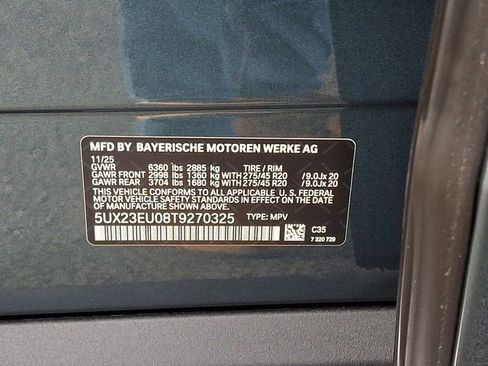 MFD BY BAYERISCHE MOTOREN WERKE AG
11/25
GVWR 6360 lbs 2885 kg TIRE / RIM
GAWR FRONT 2998 lbs 1360 kg WITH 275/45 R20 /9.0Jx 20
GAWR REAR 3704 lbs 1680 kg WITH 275/45 R20 /9.0Jx 20
THIS VEHICLE CONFORMS TO ALL APPLICABLE U.S. FEDERAL
MOTOR VEHICLE SAFETY STANDARDS IN EFFECT ON THE DATE
OF MANUFACTURE SHOWN ABOVE.
5UX23EU08T9270325 TYPE: MPV
C35
7 320 729